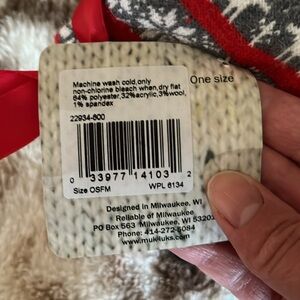 Machine wash cold,only
non-chlorine bleach when,dry flat
64% polyester,32%acrylic,3%wool,
1% spandex
One size
22934-600
0 33977 14103 2
Size OSFM WPL 6134
Designed in Milwaukee, WI
Reliable of Milwaukee
PO Box 563 Milwaukee, WI 53201
Phone: 414-272-5084
www.muk-luks.com